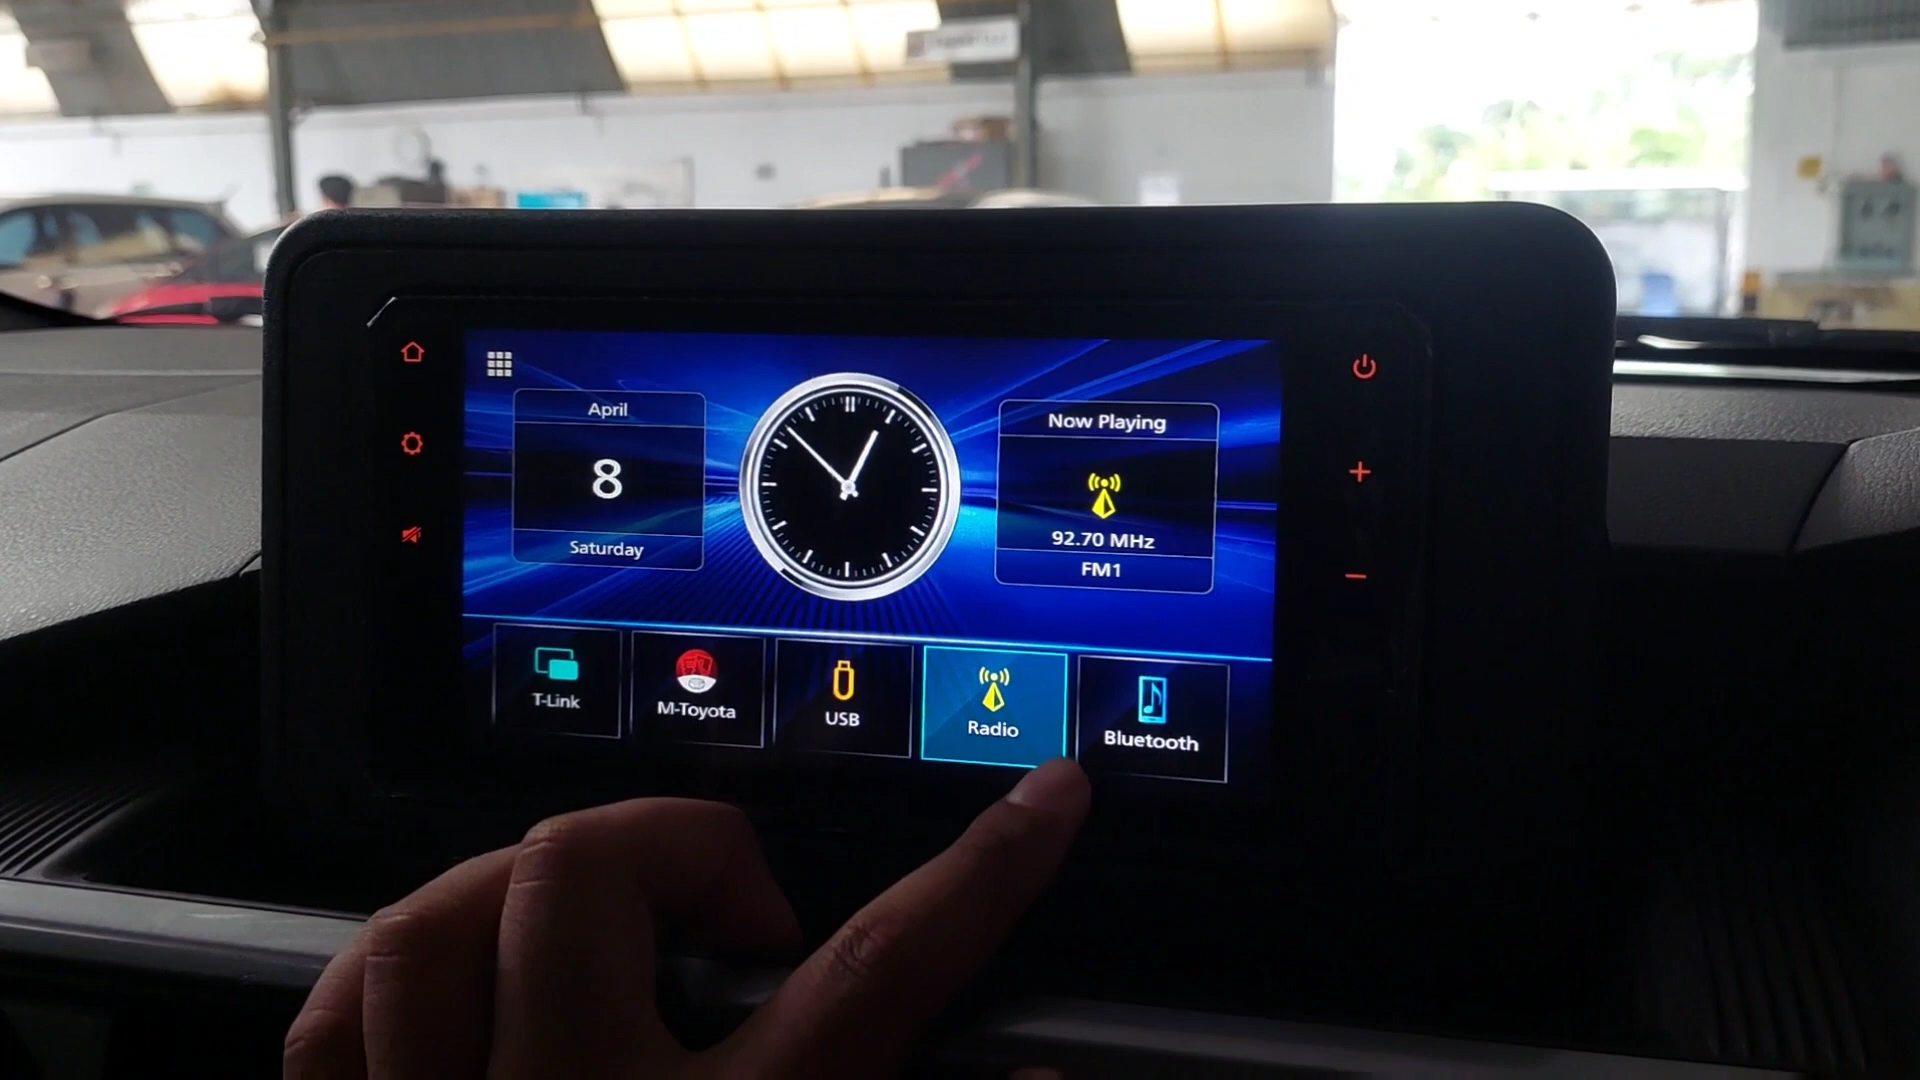 April
8
Saturday
Now Playing
92.70 MHz
FM1
T-Link
M-Toyota
USB
Radio
Bluetooth